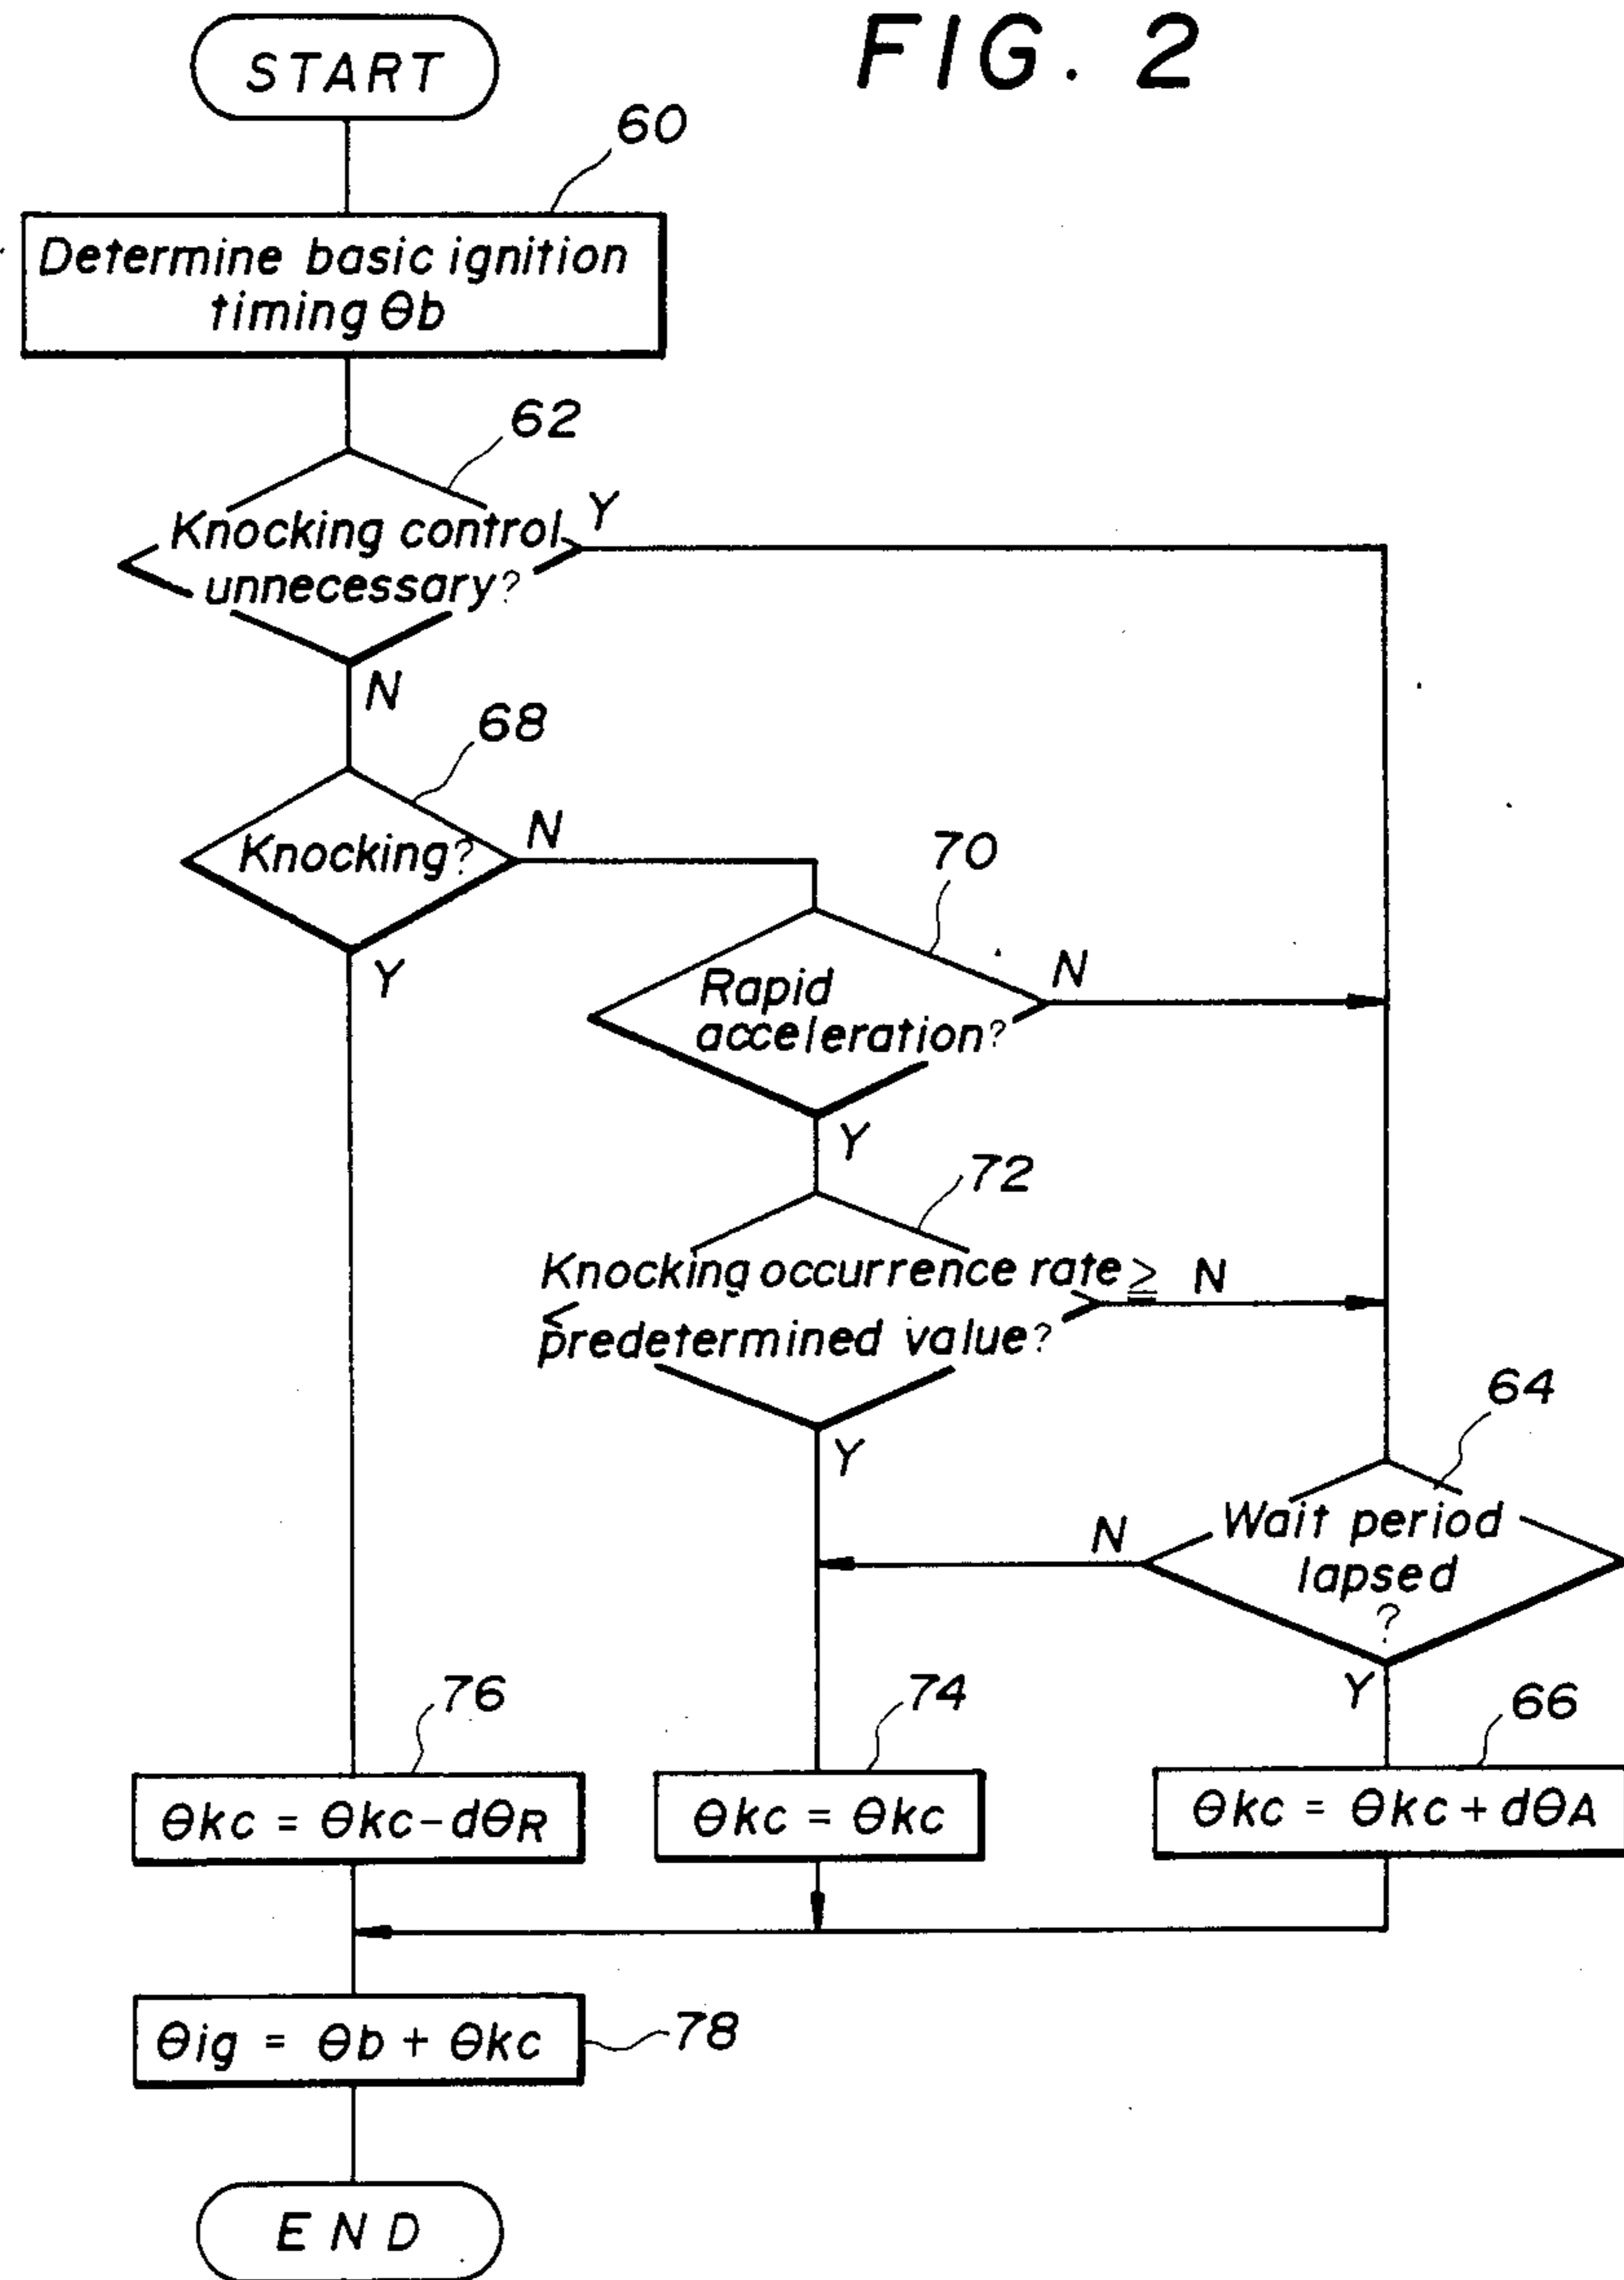 FIG. 2
START
60
Determine basic ignition
timing θb
62
Knocking control
unnecessary?
Y
N
68
Knocking?
N
Y
70
Rapid
acceleration?
N
Y
72
Knocking occurrence rate ≧
predetermined value?
N
Y
64
Wait period
lapsed
?
N
Y
76
θkc = θkc-dθR
74
θkc = θkc
66
θkc = θkc+dθA
θig = θb + θkc
78
END